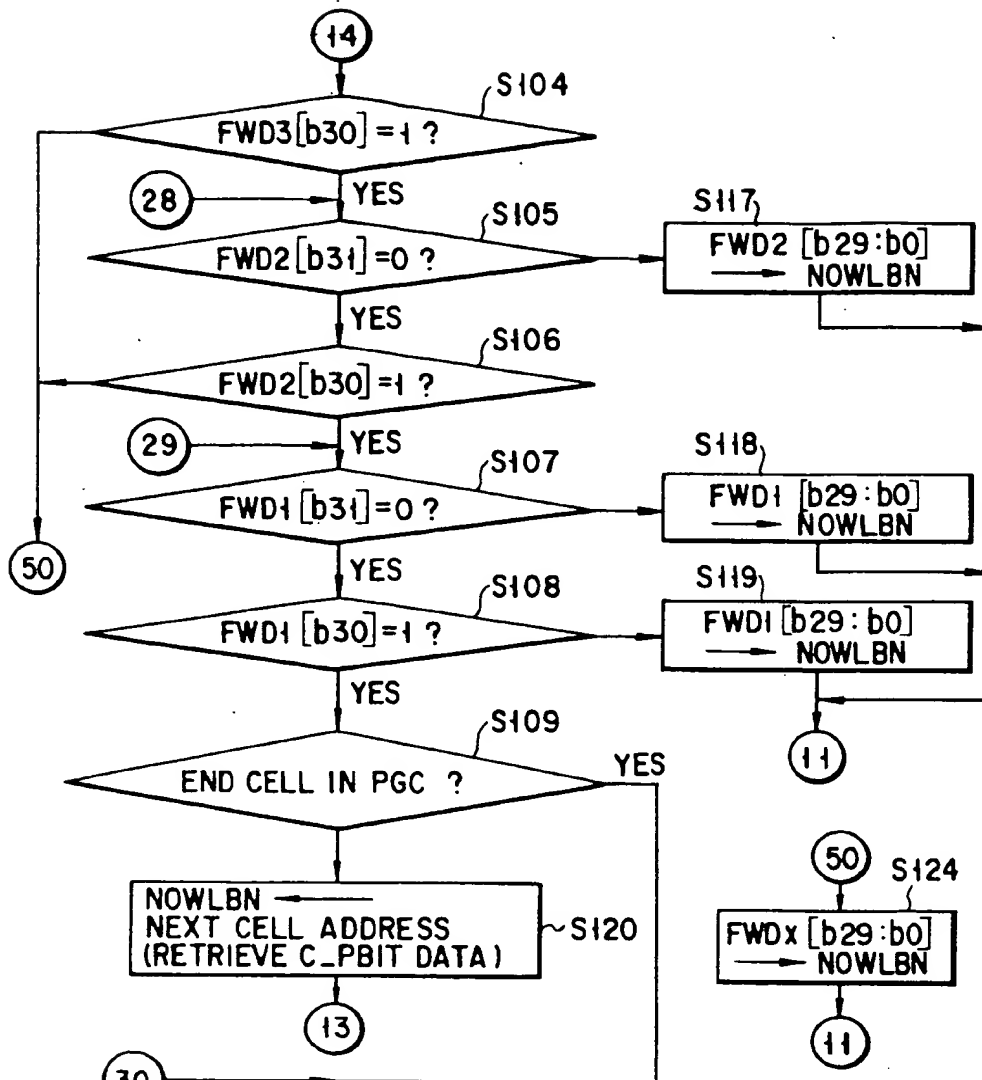 14
S104
FWD3[b30]=1 ?
28
YES
S105
FWD2[b31]=0 ?
S117
FWD2 [b29:b0]
→ NOWLBN
YES
S106
FWD2[b30]=1 ?
29
YES
S107
FWD1[b31]=0 ?
S118
FWD1 [b29:b0]
→ NOWLBN
50
YES
S108
FWD1[b30]=1 ?
S119
FWD1[b29:b0]
→ NOWLBN
YES
S109
END CELL IN PGC ?
YES
11
NOWLBN ←
NEXT CELL ADDRESS
(RETRIEVE C_PBIT DATA)
S120
13
50
S124
FWDX [b29:b0]
→ NOWLBN
11
30